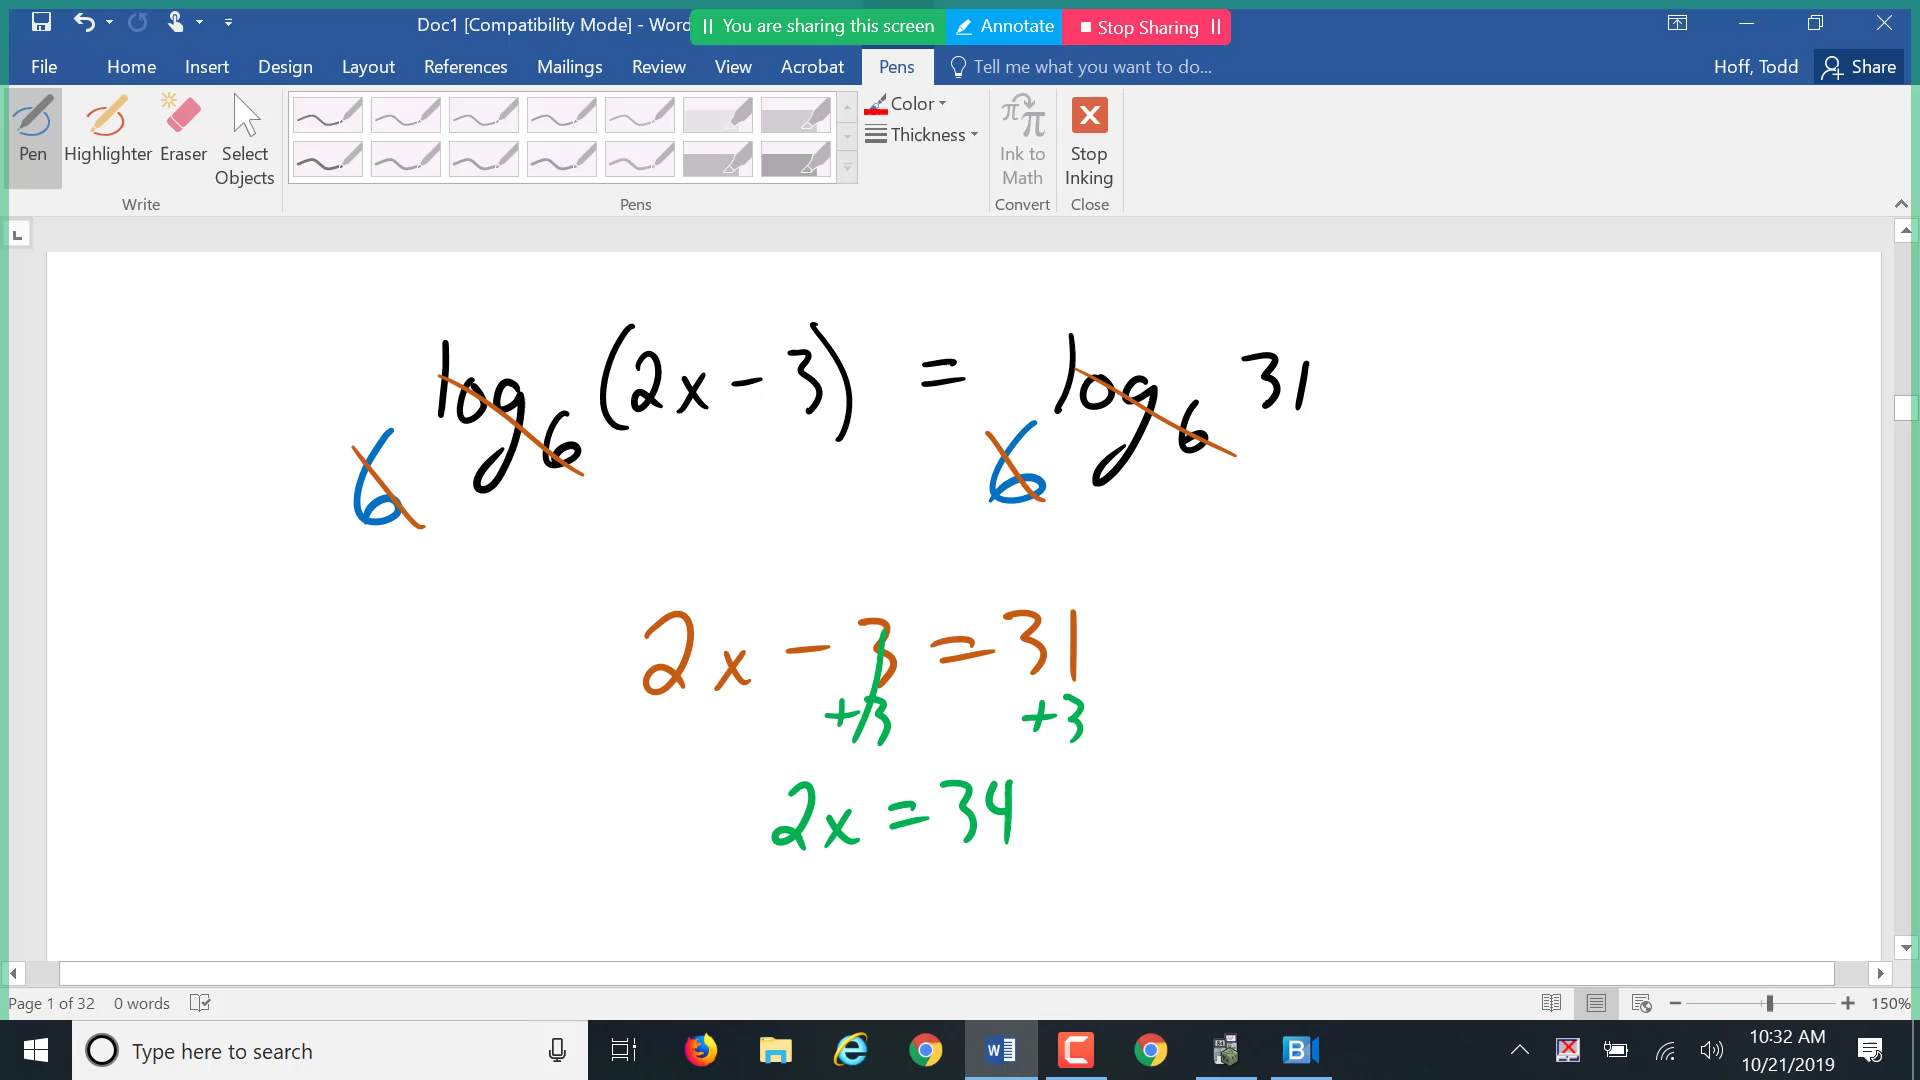 Doc1 [Compatibility Mode] - Word
You are sharing this screen
Annotate
Stop Sharing
File Home Insert Design Layout References Mailings Review View Acrobat Pens Tell me what you want to do... Hoff, Todd Share
Pen Highlighter Eraser Select Objects
Write
Pens
Color
Thickness
Ink to Math
Convert
Stop Inking
Close
log₆ (2x - 3) = log₆ 31
6 6
2x - 3 = 31
+3 +3
2x = 34
Page 1 of 32 0 words 150%
Type here to search
10:32 AM
10/21/2019